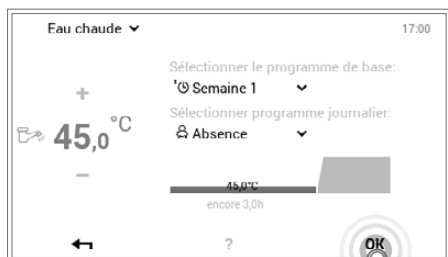 Eau chaude
17:00
Sélectionner le programme de base:
Semaine 1
Sélectionner programme journalier:
Absence
+
45,0°C
−
45,0°C
encore 3,0h
?
OK